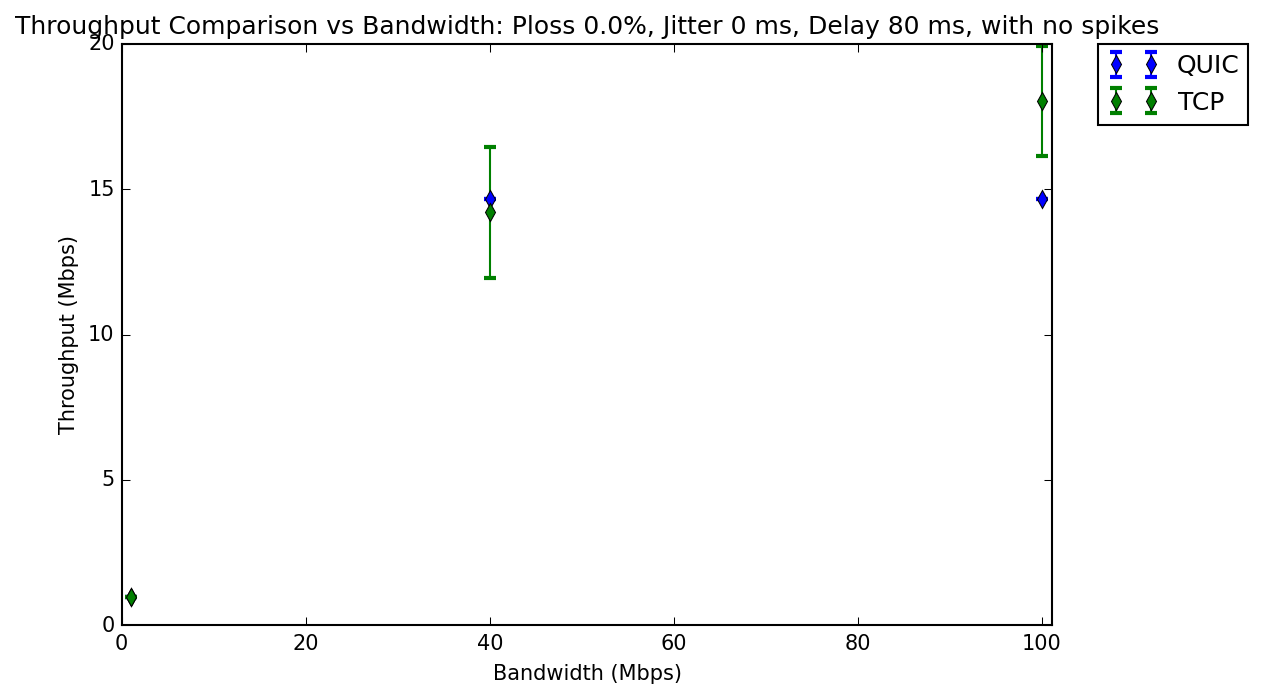 Throughput Comparison vs Bandwidth: Ploss 0.0%, Jitter 0 ms, Delay 80 ms, with no spikes
QUIC
TCP
20
15
10
5
0
Throughput (Mbps)
0 20 40 60 80 100
Bandwidth (Mbps)